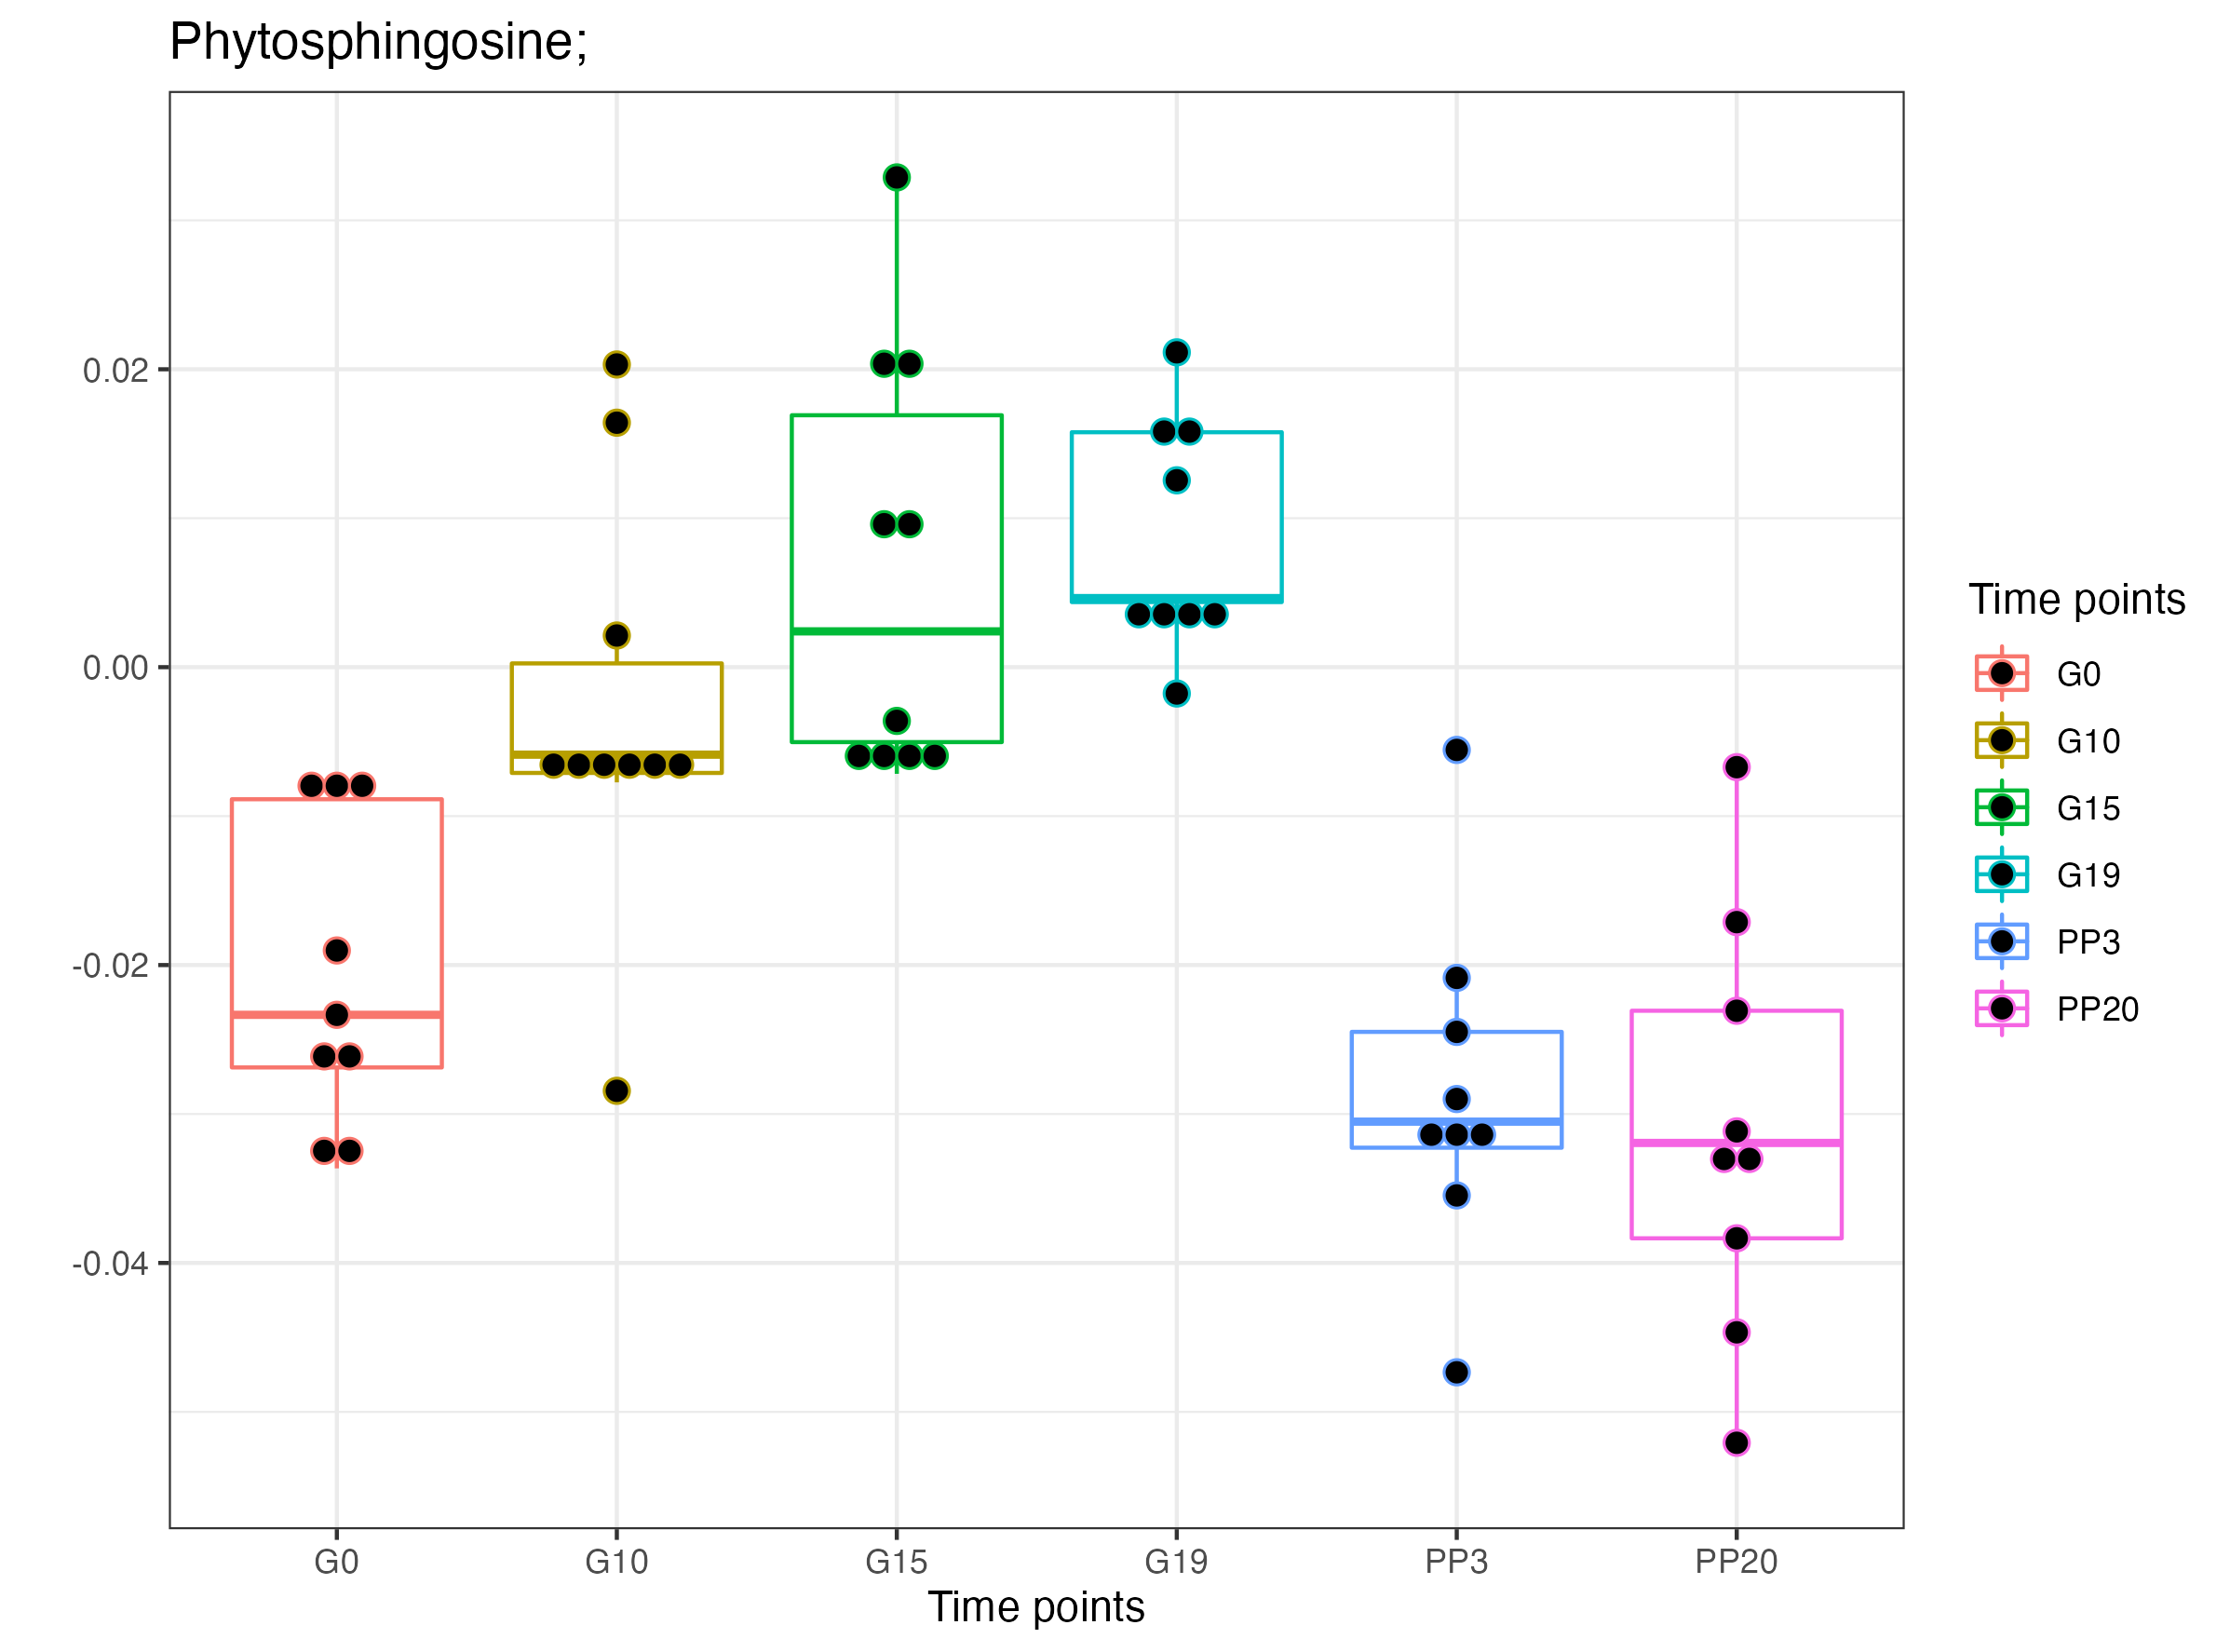 Phytosphingosine;
0.02
0.00
-0.02
-0.04
G0 G10 G15 G19 PP3 PP20
Time points
Time points
G0
G10
G15
G19
PP3
PP20